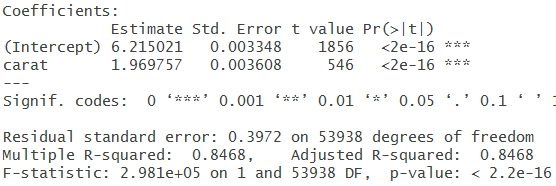 Coefficients:
            Estimate Std. Error t value Pr(>|t|)
(Intercept) 6.215021   0.003348    1856   <2e-16 ***
carat       1.969757   0.003608     546   <2e-16 ***
---
Signif. codes:  0 ‘***’ 0.001 ‘**’ 0.01 ‘*’ 0.05 ‘.’ 0.1 ‘ ’ 1
Residual standard error: 0.3972 on 53938 degrees of freedom
Multiple R-squared:  0.8468,	Adjusted R-squared:  0.8468
F-statistic: 2.981e+05 on 1 and 53938 DF,  p-value: < 2.2e-16